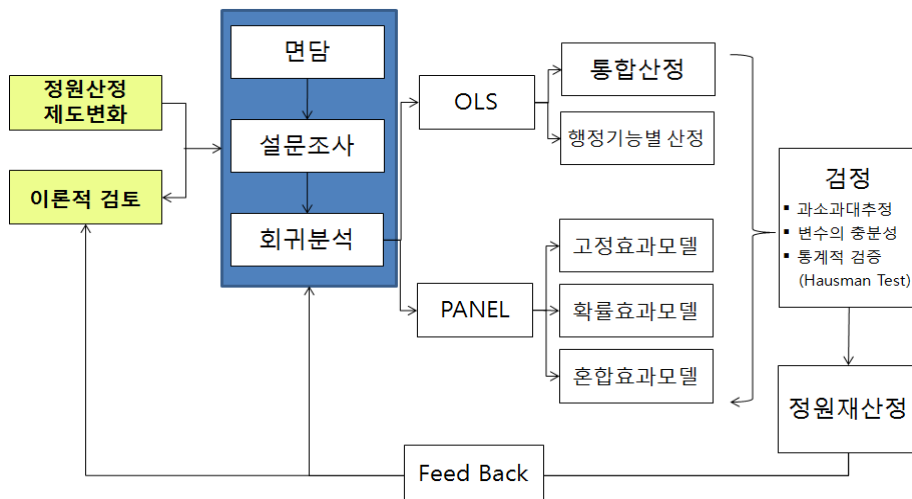 정원산정
제도변화
이론적 검토
면담
설문조사
회귀분석
OLS
PANEL
통합산정
행정기능별 산정
고정효과모델
확률효과모델
혼합효과모델
검정
▪ 과소과대추정
▪ 변수의 충분성
▪ 통계적 검증
(Hausman Test)
정원재산정
Feed Back